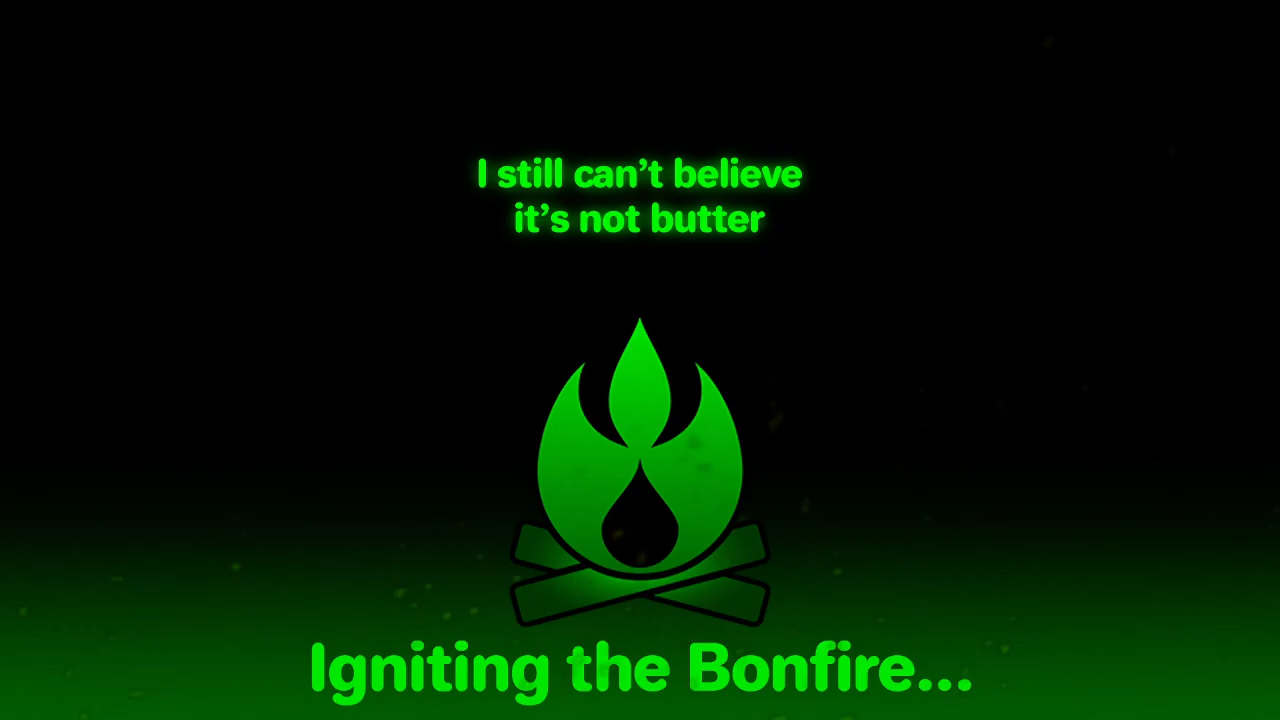 I still can’t believe
it’s not butter
Igniting the Bonfire...